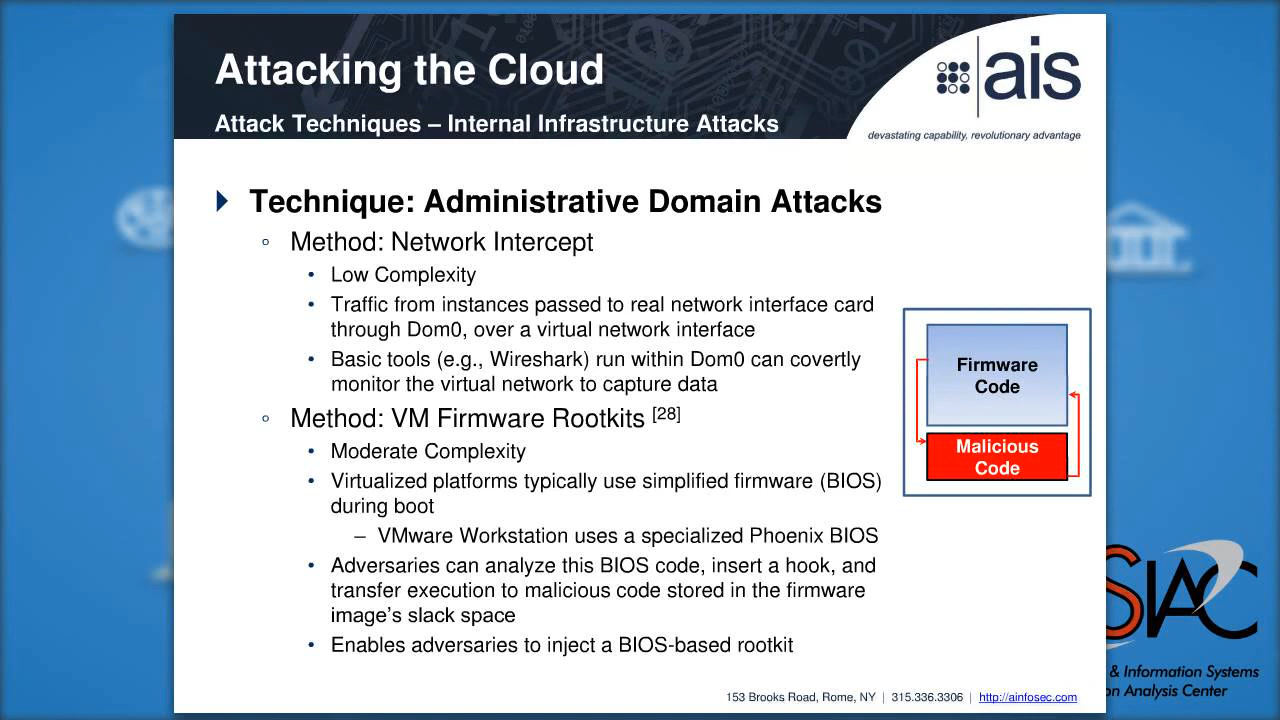 Attacking the Cloud
Attack Techniques – Internal Infrastructure Attacks
ais
devastating capability, revolutionary advantage
Technique: Administrative Domain Attacks
Method: Network Intercept
• Low Complexity
• Traffic from instances passed to real network interface card
through Dom0, over a virtual network interface
• Basic tools (e.g., Wireshark) run within Dom0 can covertly
monitor the virtual network to capture data
Method: VM Firmware Rootkits [28]
• Moderate Complexity
• Virtualized platforms typically use simplified firmware (BIOS)
during boot
– VMware Workstation uses a specialized Phoenix BIOS
• Adversaries can analyze this BIOS code, insert a hook, and
transfer execution to malicious code stored in the firmware
image's slack space
• Enables adversaries to inject a BIOS-based rootkit
Firmware
Code
Malicious
Code
153 Brooks Road, Rome, NY | 315.336.3306 | http://ainfosec.com
SIAC
& Information Systems
on Analysis Center